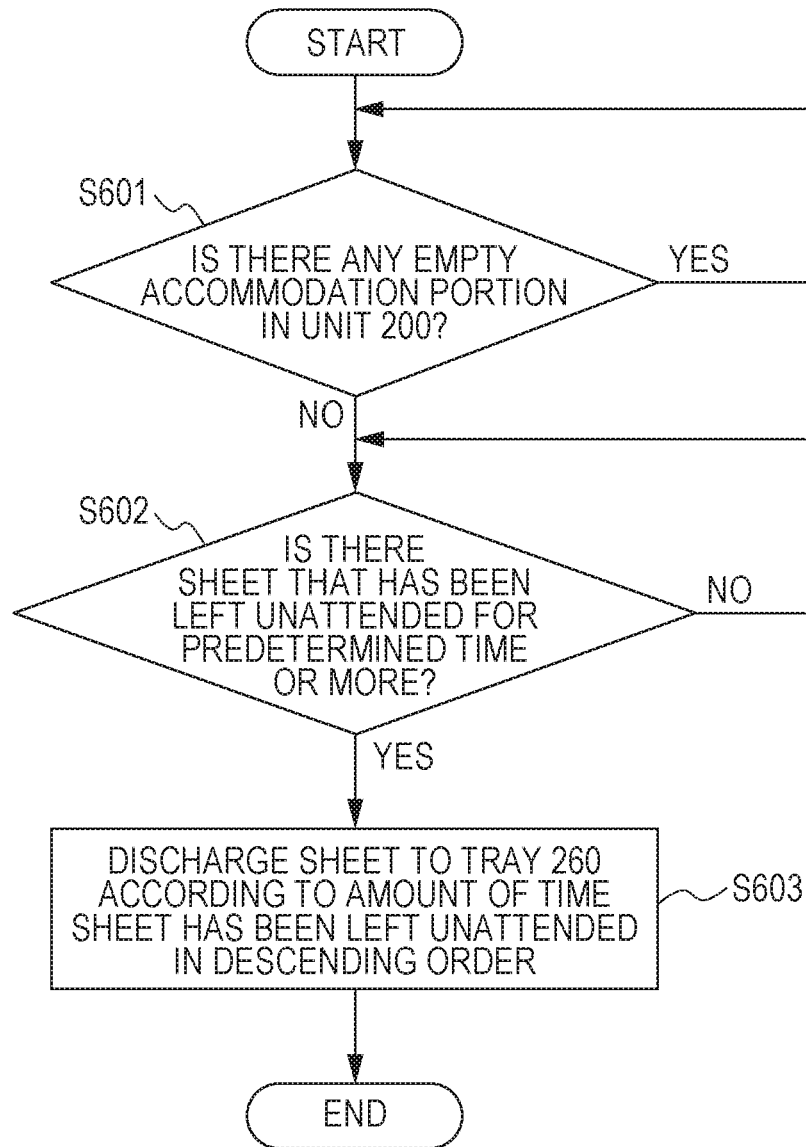 START
S601
IS THERE ANY EMPTY
ACCOMMODATION PORTION
IN UNIT 200?
YES
NO
S602
IS THERE
SHEET THAT HAS BEEN
LEFT UNATTENDED FOR
PREDETERMINED TIME
OR MORE?
NO
YES
DISCHARGE SHEET TO TRAY 260
ACCORDING TO AMOUNT OF TIME
SHEET HAS BEEN LEFT UNATTENDED
IN DESCENDING ORDER
S603
END